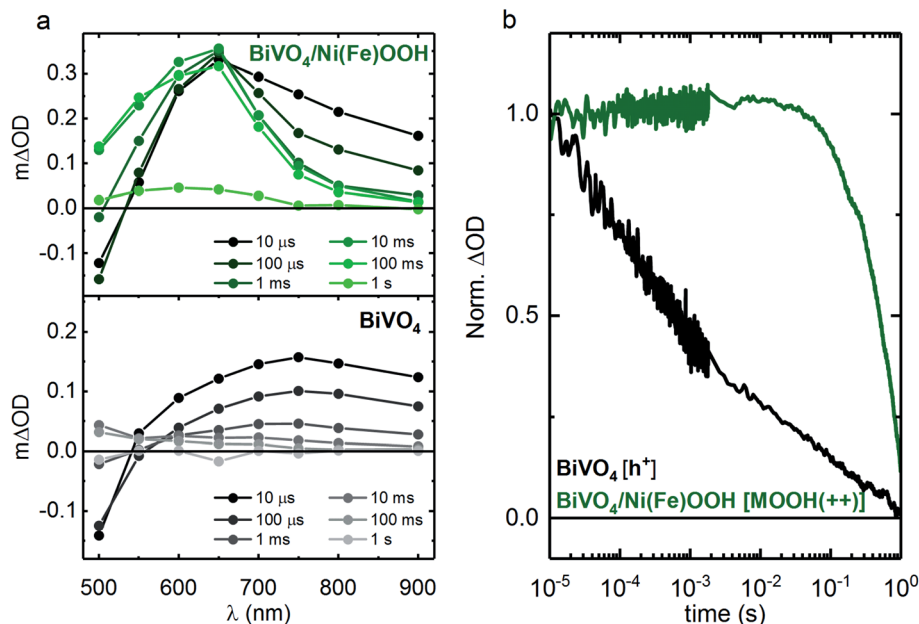 a
BiVO₄/Ni(Fe)OOH
0.3
0.2
0.1
0.0
-0.1
mΔOD
10 μs
100 μs
1 ms
10 ms
100 ms
1 s
BiVO₄
0.2
0.1
0.0
-0.1
mΔOD
10 μs
100 μs
1 ms
10 ms
100 ms
1 s
500 550 600 650 700 750 800 850 900
λ (nm)
b
1.0
0.5
0.0
Norm. ΔOD
BiVO₄ [h⁺]
BiVO₄/Ni(Fe)OOH [MOOH(++)]
10⁻⁵ 10⁻⁴ 10⁻³ 10⁻² 10⁻¹ 10⁰
time (s)